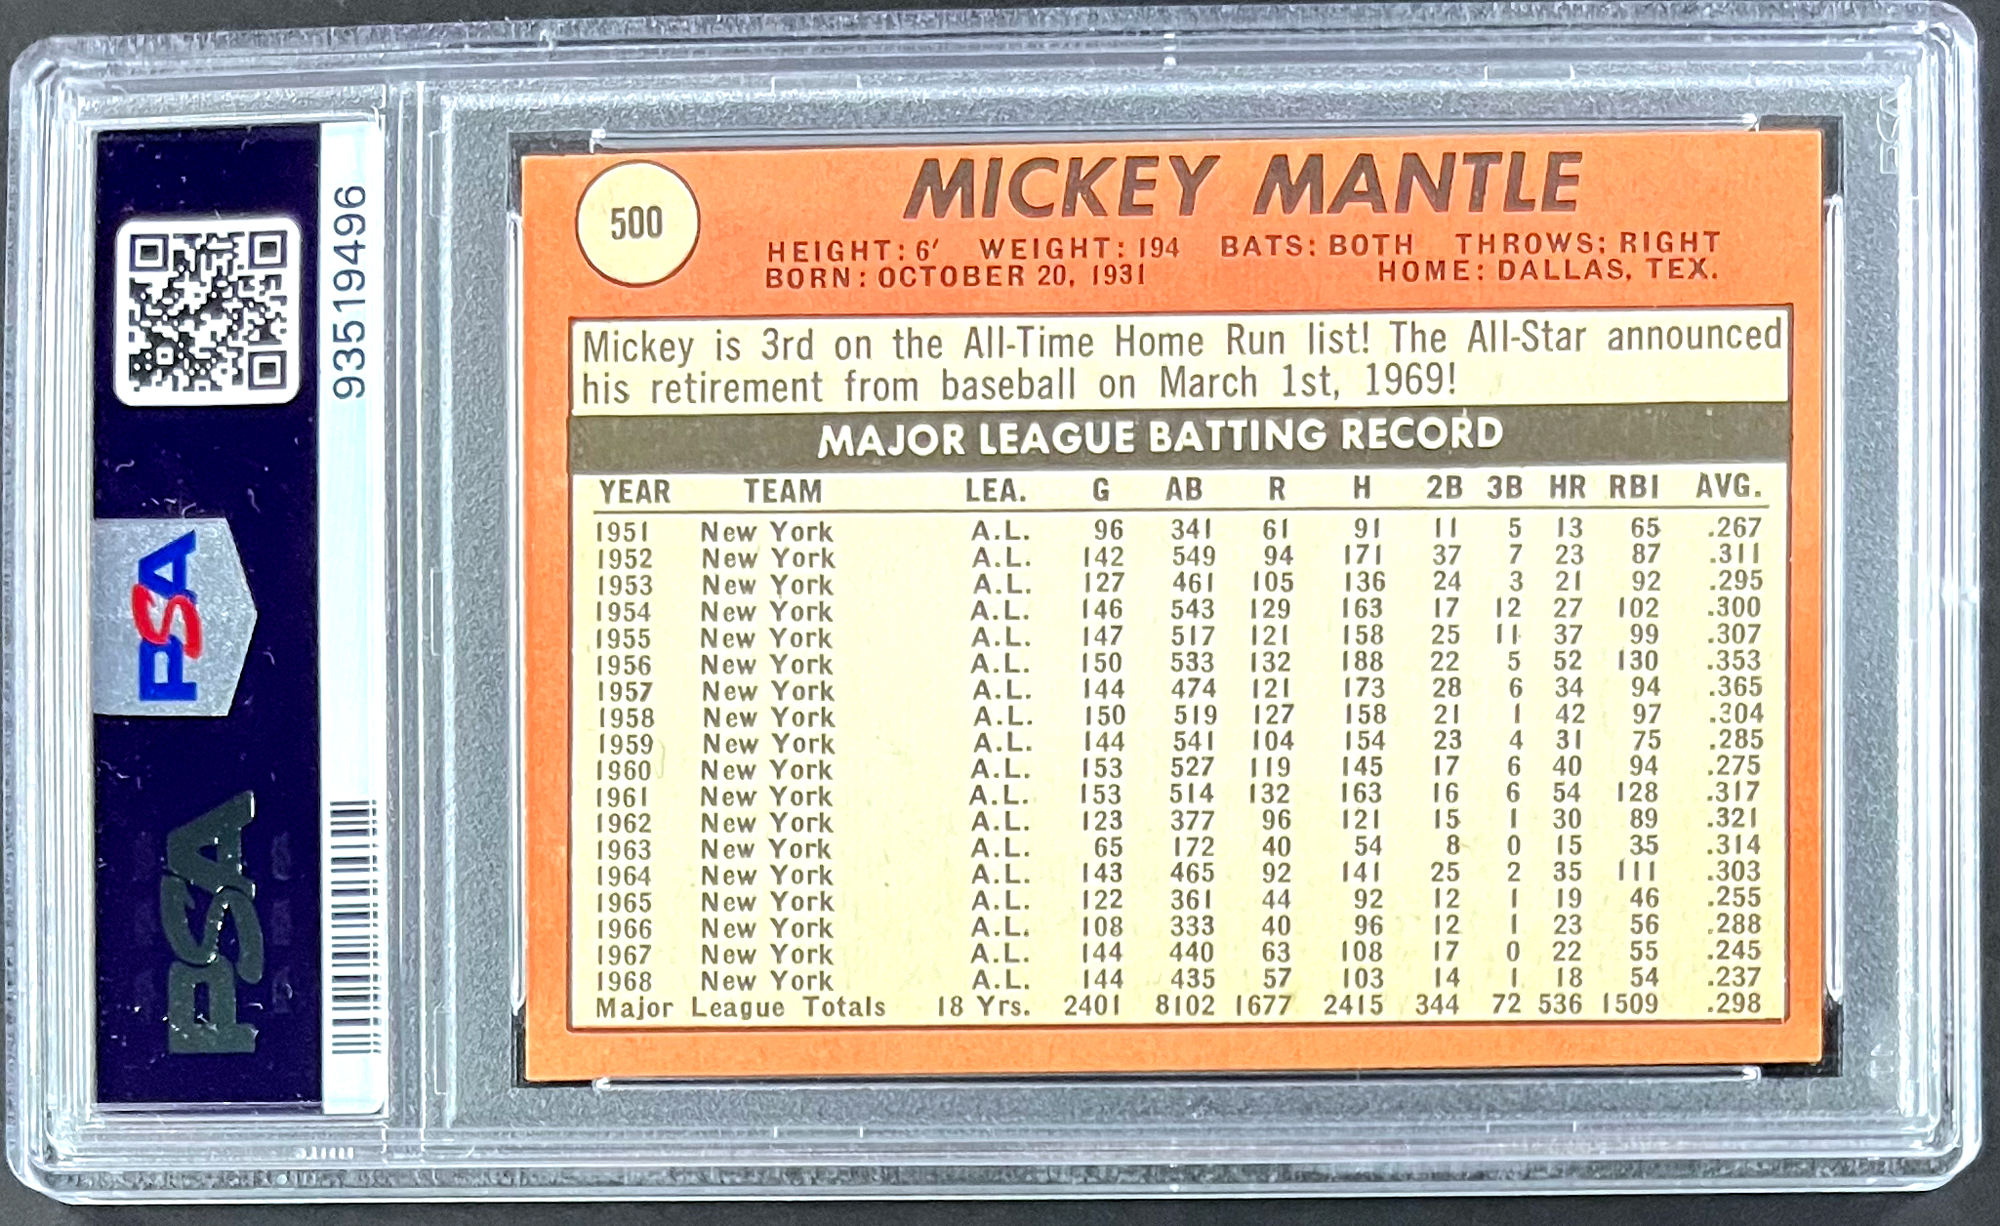 93519496
PSA
PSA
500
MICKEY MANTLE
HEIGHT: 6' WEIGHT: 194 BATS: BOTH THROWS: RIGHT
BORN: OCTOBER 20, 1931 HOME: DALLAS, TEX.
Mickey is 3rd on the All-Time Home Run list! The All-Star announced
his retirement from baseball on March 1st, 1969!
MAJOR LEAGUE BATTING RECORD
YEAR TEAM LEA. G AB R H 2B 3B HR RBI AVG.
1951 New York A.L. 96 341 61 91 11 5 13 65 .267
1952 New York A.L. 142 549 94 171 37 7 23 87 .311
1953 New York A.L. 127 461 105 136 24 3 21 92 .295
1954 New York A.L. 146 543 129 163 17 12 27 102 .300
1955 New York A.L. 147 517 121 158 25 11 37 99 .307
1956 New York A.L. 150 533 132 188 22 5 52 130 .353
1957 New York A.L. 144 474 121 173 28 6 34 94 .365
1958 New York A.L. 150 519 127 158 21 1 42 97 .304
1959 New York A.L. 144 541 104 154 23 4 31 75 .285
1960 New York A.L. 153 527 119 145 17 6 40 94 .275
1961 New York A.L. 153 514 132 163 16 6 54 128 .317
1962 New York A.L. 123 377 96 121 15 1 30 89 .321
1963 New York A.L. 65 172 40 54 8 0 15 35 .314
1964 New York A.L. 143 465 92 141 25 2 35 111 .303
1965 New York A.L. 122 361 44 92 12 1 19 46 .255
1966 New York A.L. 108 333 40 96 12 1 23 56 .288
1967 New York A.L. 144 440 63 108 17 0 22 55 .245
1968 New York A.L. 144 435 57 103 14 1 18 54 .237
Major League Totals 18 Yrs. 2401 8102 1677 2415 344 72 536 1509 .298